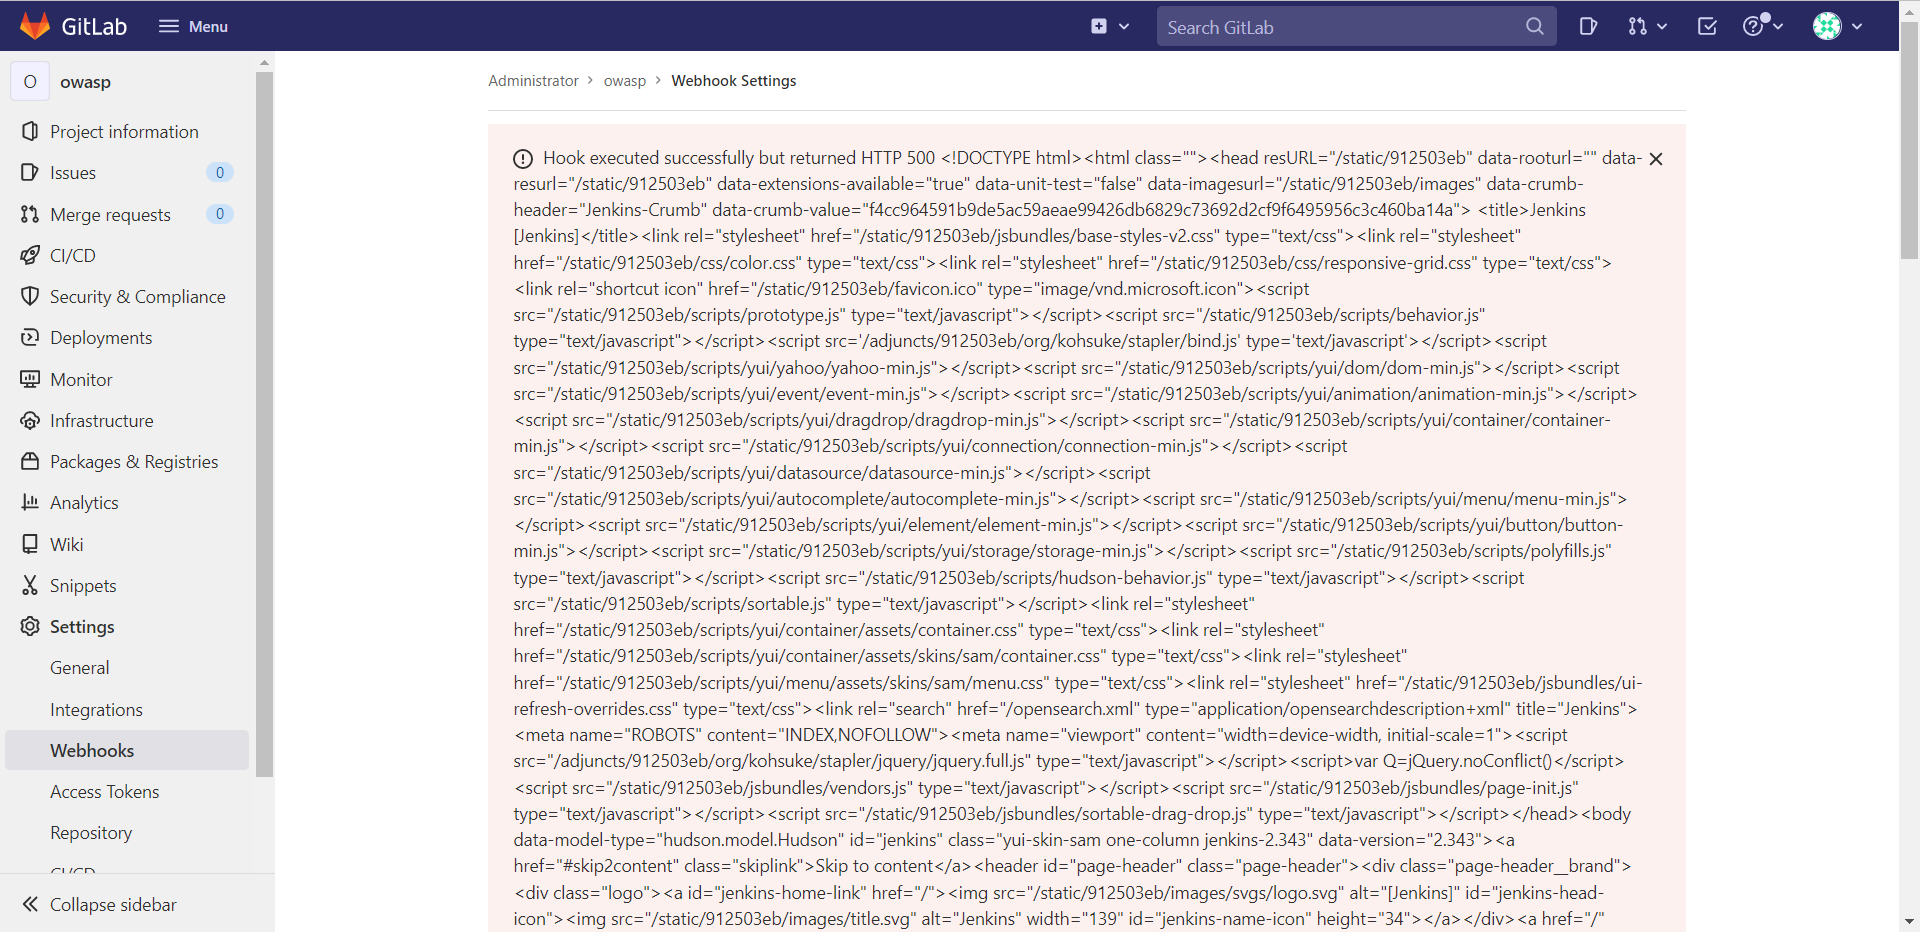 GitLab
Menu
Search GitLab
O
owasp
Project information
Issues
0
Merge requests
0
CI/CD
Security & Compliance
Deployments
Monitor
Infrastructure
Packages & Registries
Analytics
Wiki
Snippets
Settings
General
Integrations
Webhooks
Access Tokens
Repository
CI/CD
Collapse sidebar
Administrator > owasp > Webhook Settings
Hook executed successfully but returned HTTP 500 <!DOCTYPE html><html class=""><head resURL="/static/912503eb" data-rooturl="" data-
resurl="/static/912503eb" data-extensions-available="true" data-unit-test="false" data-imagesurl="/static/912503eb/images" data-crumb-
header="Jenkins-Crumb" data-crumb-value="f4cc964591b9de5ac59aeae99426db6829c73692d2cf9f6495956c3c460ba14a"> <title>Jenkins
[Jenkins]</title><link rel="stylesheet" href="/static/912503eb/jsbundles/base-styles-v2.css" type="text/css"><link rel="stylesheet"
href="/static/912503eb/css/color.css" type="text/css"><link rel="stylesheet" href="/static/912503eb/css/responsive-grid.css" type="text/css">
<link rel="shortcut icon" href="/static/912503eb/favicon.ico" type="image/vnd.microsoft.icon"><script
src="/static/912503eb/scripts/prototype.js" type="text/javascript"></script><script src="/static/912503eb/scripts/behavior.js"
type="text/javascript"></script><script src='/adjuncts/912503eb/org/kohsuke/stapler/bind.js' type='text/javascript'></script><script
src="/static/912503eb/scripts/yui/yahoo/yahoo-min.js"></script><script src="/static/912503eb/scripts/yui/dom/dom-min.js"></script><script
src="/static/912503eb/scripts/yui/event/event-min.js"></script><script src="/static/912503eb/scripts/yui/animation/animation-min.js"></script>
<script src="/static/912503eb/scripts/yui/dragdrop/dragdrop-min.js"></script><script src="/static/912503eb/scripts/yui/container/container-
min.js"></script><script src="/static/912503eb/scripts/yui/connection/connection-min.js"></script><script
src="/static/912503eb/scripts/yui/datasource/datasource-min.js"></script><script
src="/static/912503eb/scripts/yui/autocomplete/autocomplete-min.js"></script><script src="/static/912503eb/scripts/yui/menu/menu-min.js">
</script><script src="/static/912503eb/scripts/yui/element/element-min.js"></script><script src="/static/912503eb/scripts/yui/button/button-
min.js"></script><script src="/static/912503eb/scripts/yui/storage/storage-min.js"></script><script src="/static/912503eb/scripts/polyfills.js"
type="text/javascript"></script><script src="/static/912503eb/scripts/hudson-behavior.js" type="text/javascript"></script><script
src="/static/912503eb/scripts/sortable.js" type="text/javascript"></script><link rel="stylesheet"
href="/static/912503eb/scripts/yui/container/assets/container.css" type="text/css"><link rel="stylesheet"
href="/static/912503eb/scripts/yui/container/assets/skins/sam/container.css" type="text/css"><link rel="stylesheet"
href="/static/912503eb/scripts/yui/menu/assets/skins/sam/menu.css" type="text/css"><link rel="stylesheet" href="/static/912503eb/jsbundles/ui-
refresh-overrides.css" type="text/css"><link rel="search" href="/opensearch.xml" type="application/opensearchdescription+xml" title="Jenkins">
<meta name="ROBOTS" content="INDEX,NOFOLLOW"><meta name="viewport" content="width=device-width, initial-scale=1"><script
src="/adjuncts/912503eb/org/kohsuke/stapler/jquery/jquery.full.js" type="text/javascript"></script><script>var Q=jQuery.noConflict()</script>
<script src="/static/912503eb/jsbundles/vendors.js" type="text/javascript"></script><script src="/static/912503eb/jsbundles/page-init.js"
type="text/javascript"></script><script src="/static/912503eb/jsbundles/sortable-drag-drop.js" type="text/javascript"></script></head><body
data-model-type="hudson.model.Hudson" id="jenkins" class="yui-skin-sam one-column jenkins-2.343" data-version="2.343"><a
href="#skip2content" class="skiplink">Skip to content</a><header id="page-header" class="page-header"><div class="page-header__brand">
<div class="logo"><a id="jenkins-home-link" href="/"><img src="/static/912503eb/images/svgs/logo.svg" alt="[Jenkins]" id="jenkins-head-
icon"><img src="/static/912503eb/images/title.svg" alt="Jenkins" width="139" id="jenkins-name-icon" height="34"></a></div><a href="/"